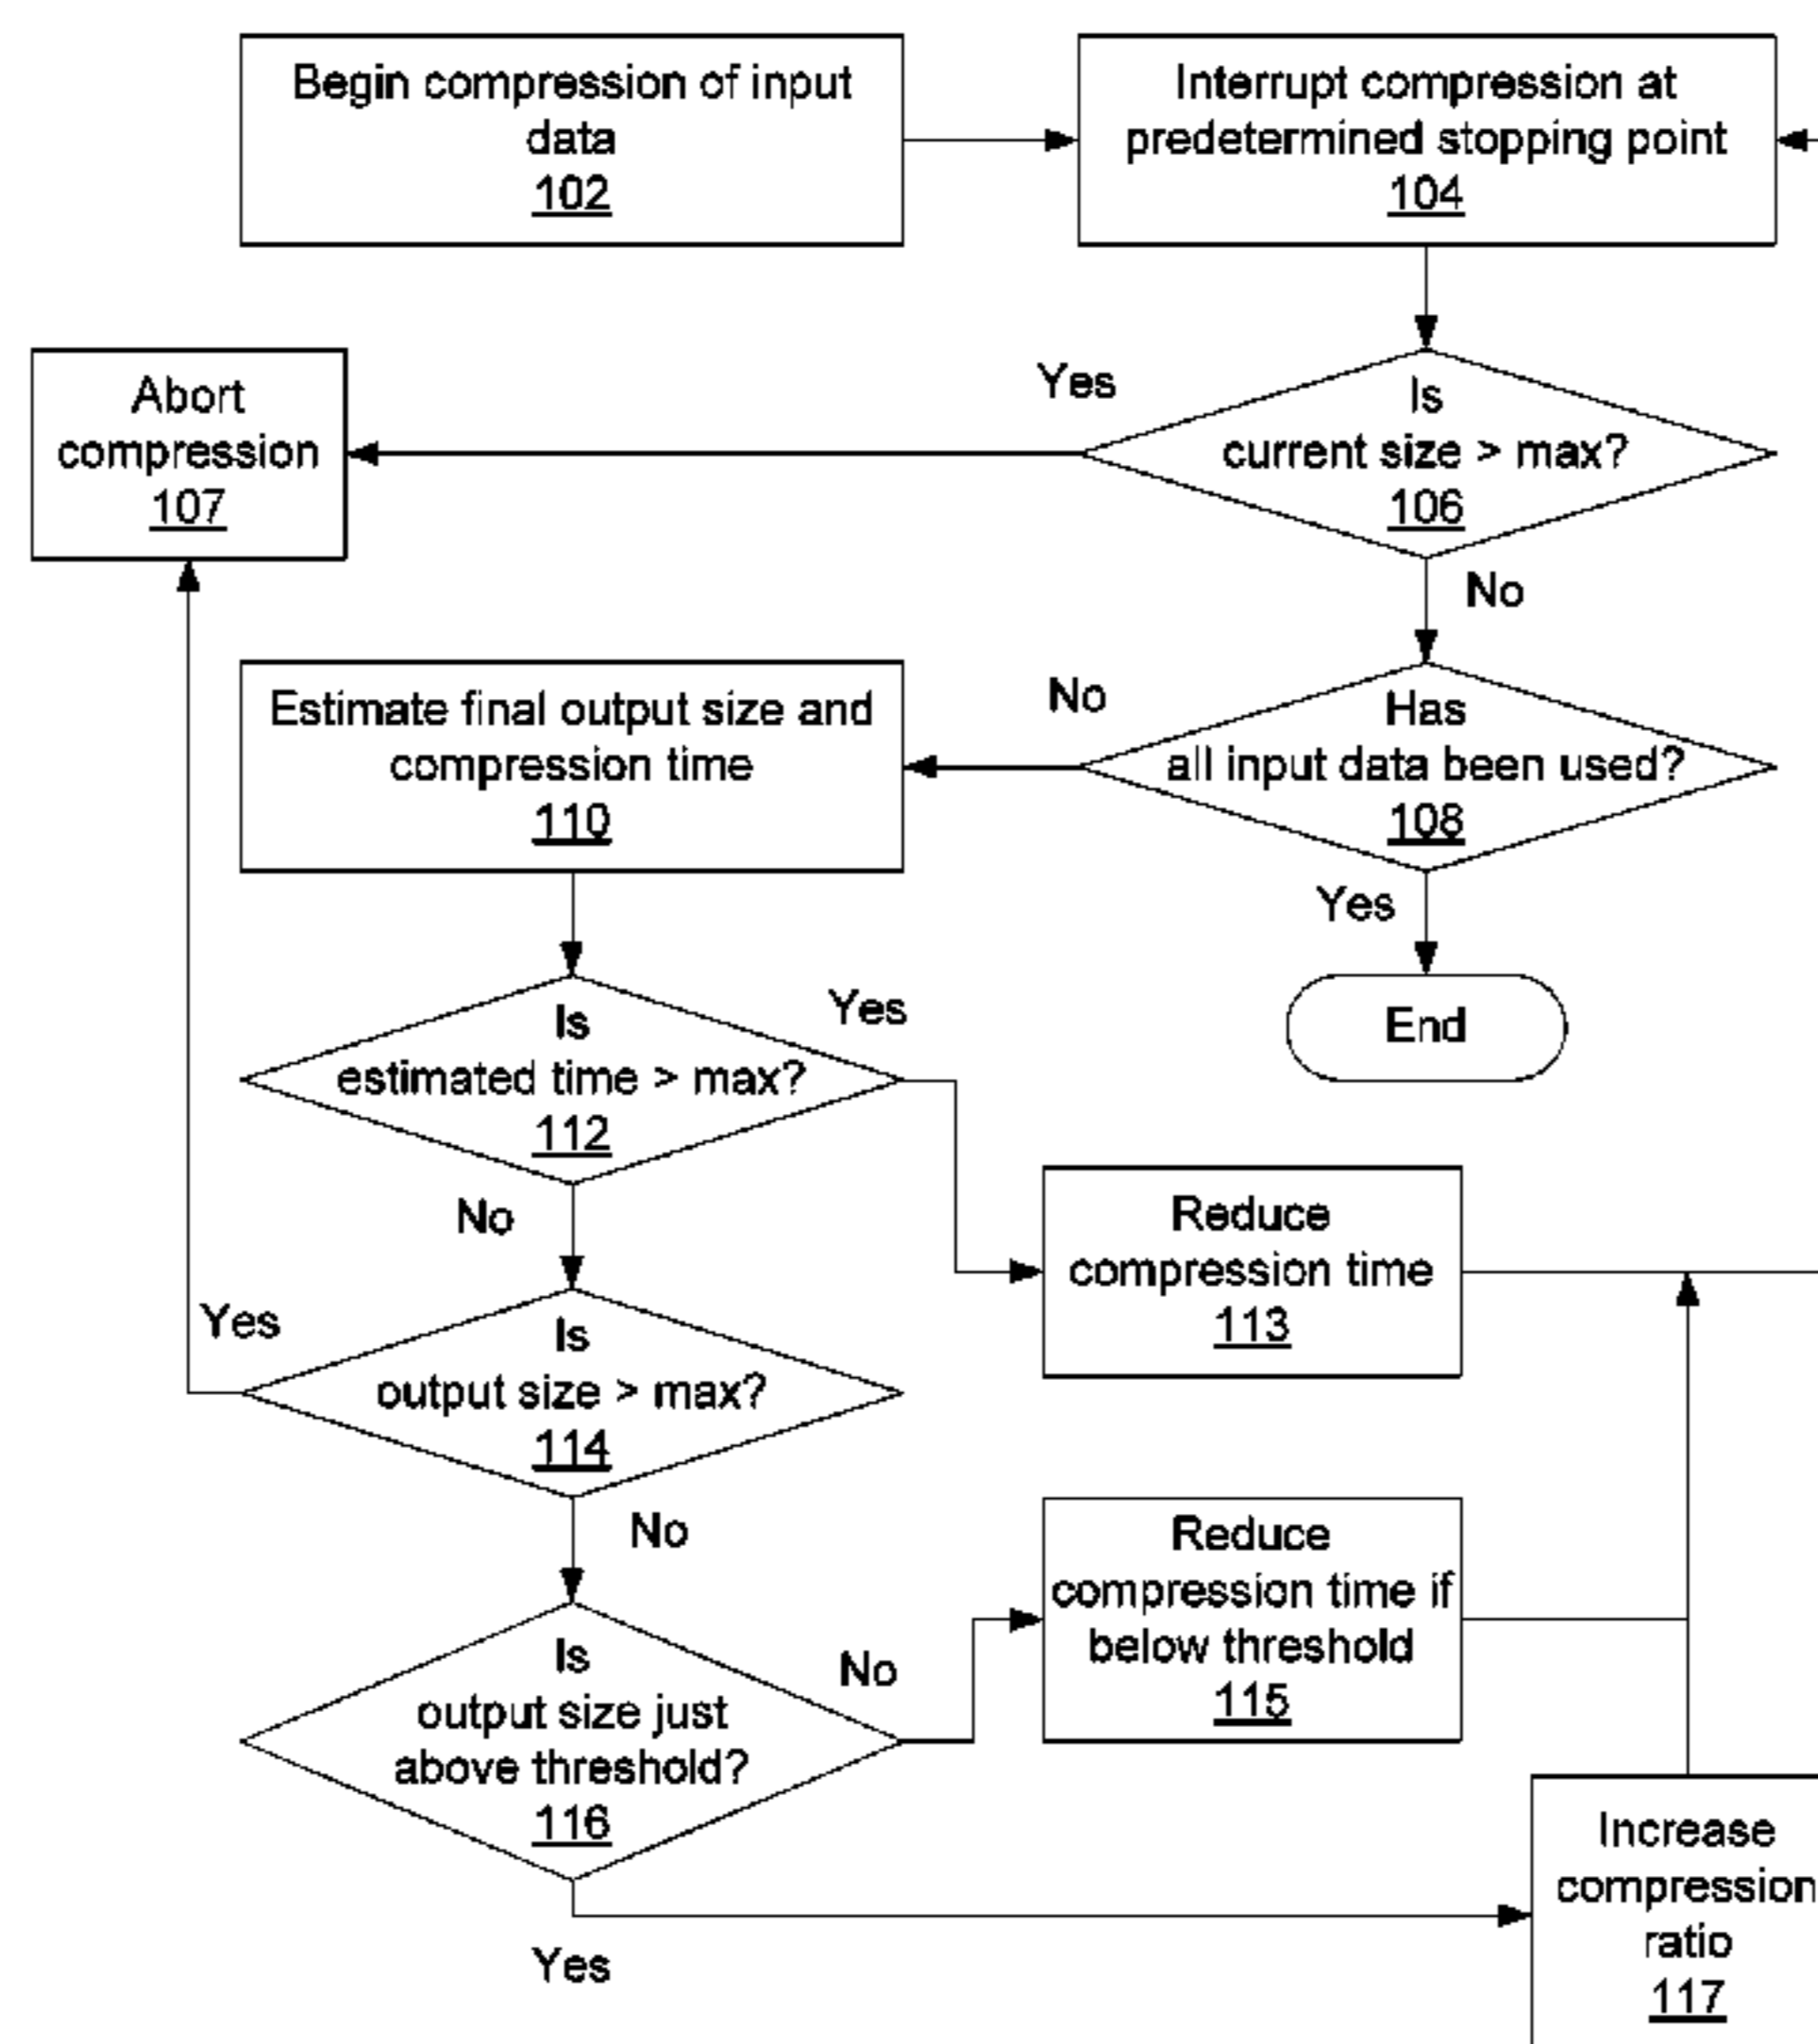 Begin compression of input
data
102
Interrupt compression at
predetermined stopping point
104
Yes
Is
current size > max?
106
Abort
compression
107
No
Has
all input data been used?
108
No
Estimate final output size and
compression time
110
Yes
End
Is
estimated time > max?
112
Yes
No
Reduce
compression time
113
Yes
Is
output size > max?
114
No
Reduce
compression time if
below threshold
115
Is
output size just
above threshold?
116
No
Yes
Increase
compression
ratio
117